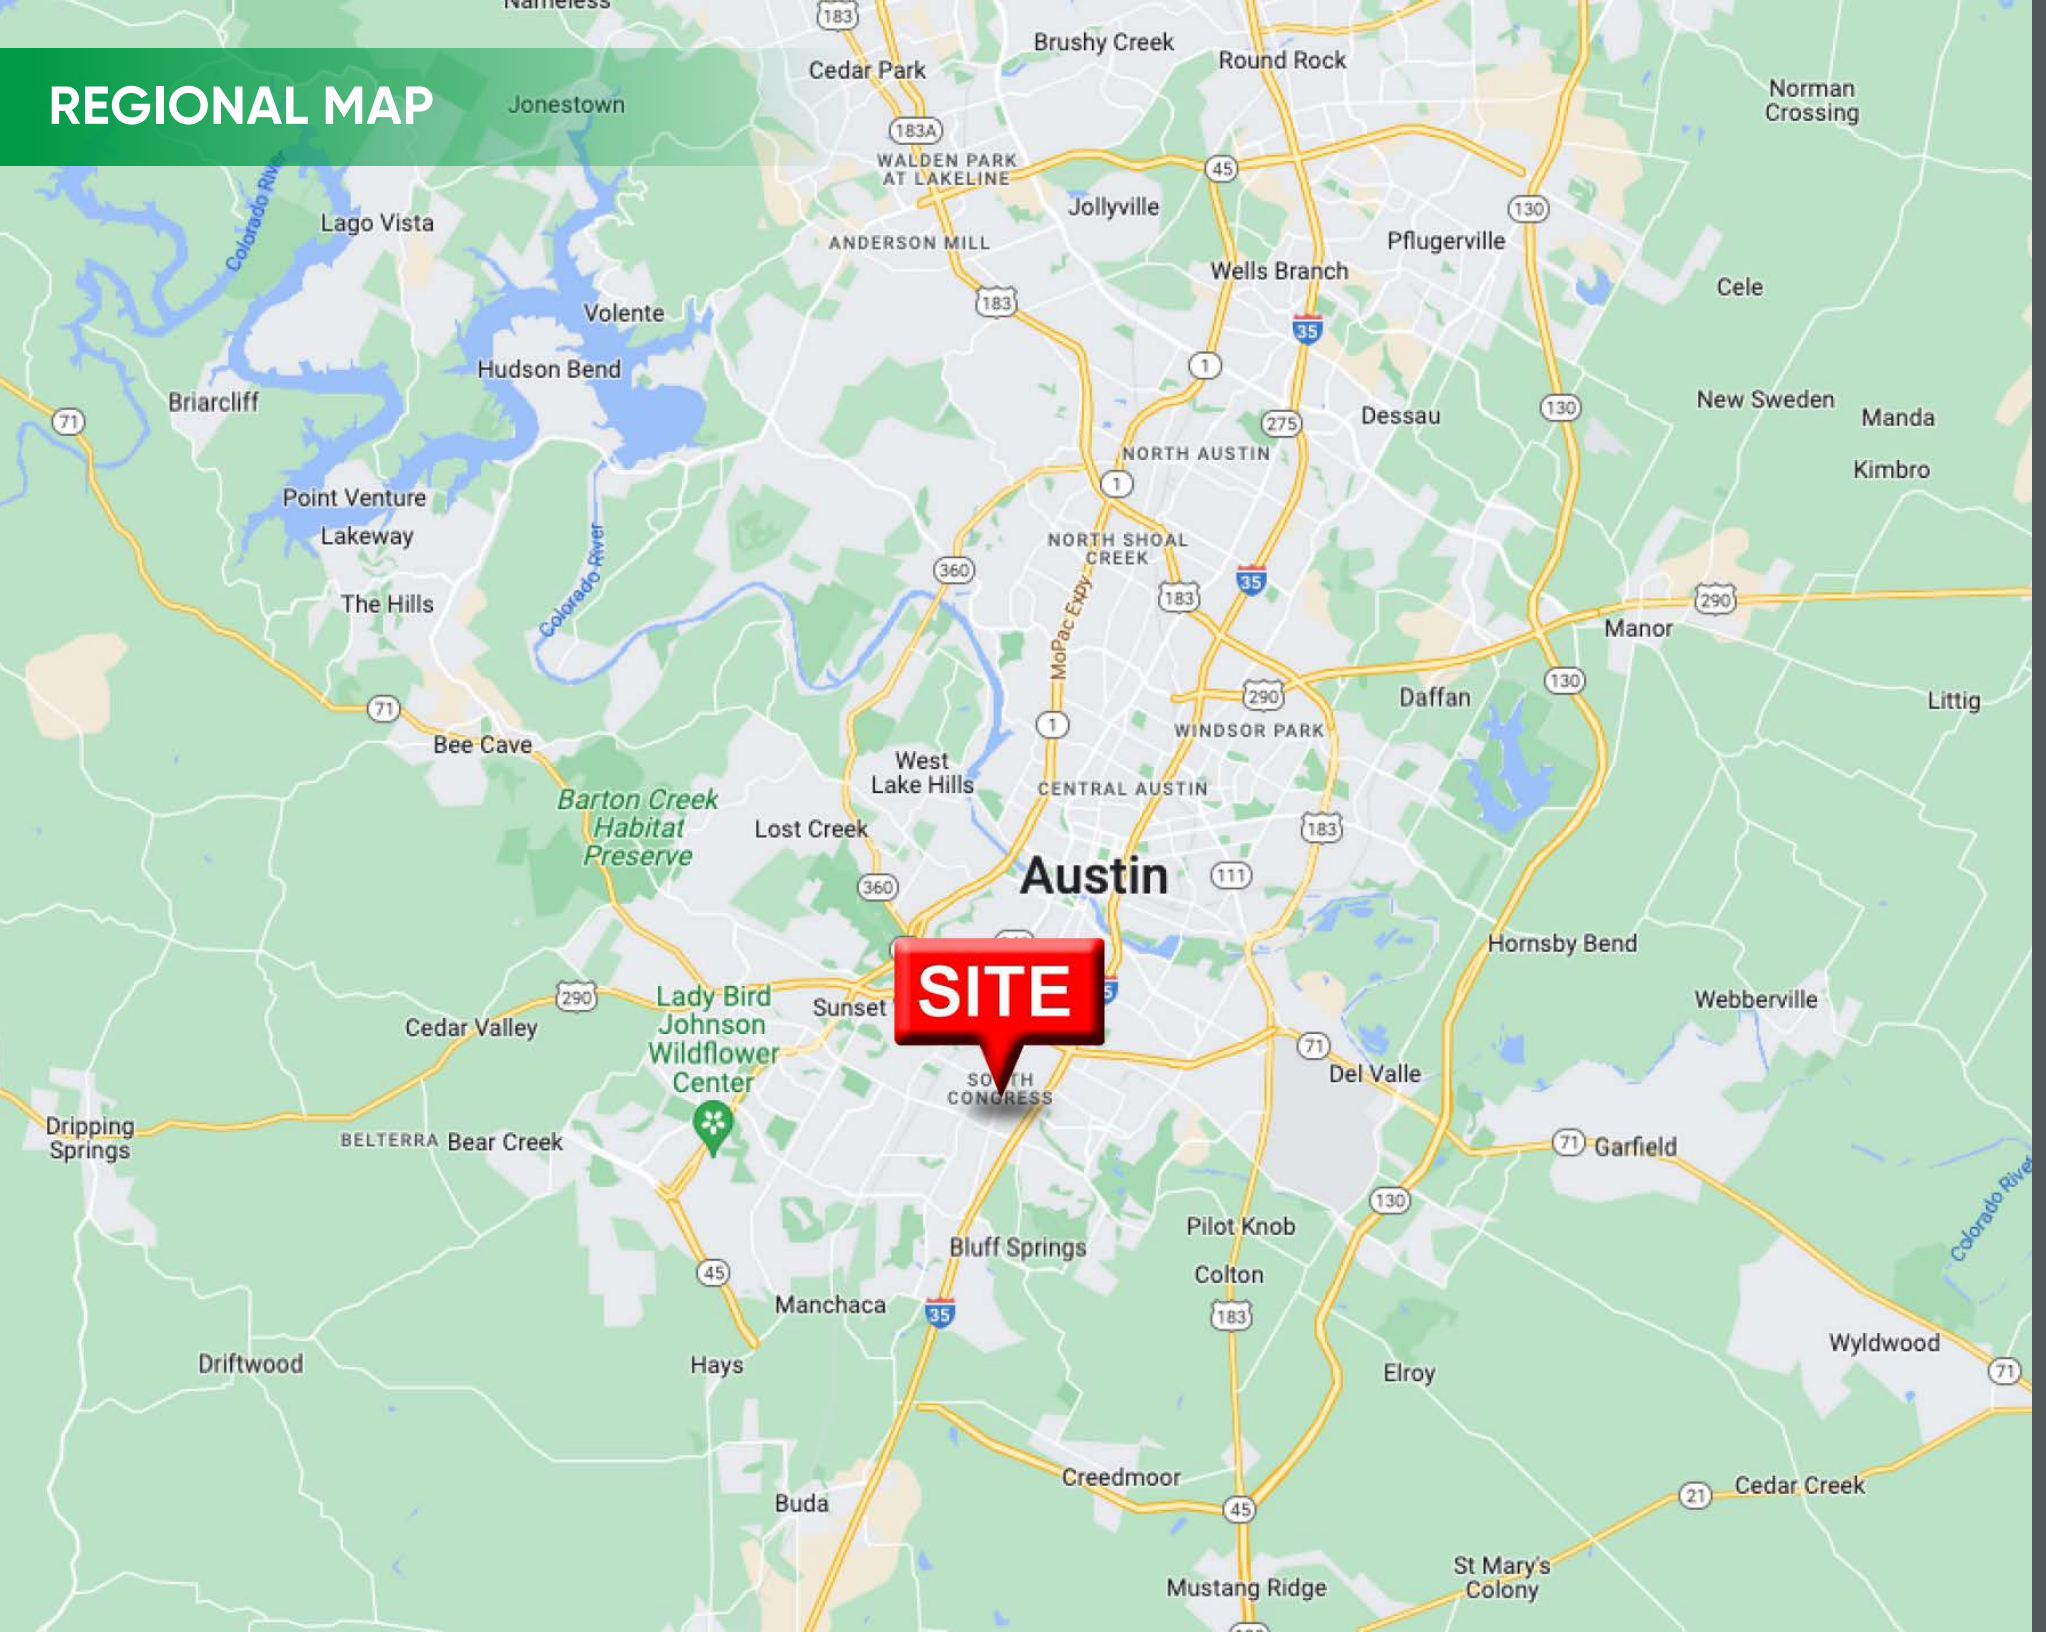 Nameless
183
Brushy Creek
Round Rock
Cedar Park
REGIONAL MAP
Jonestown
Norman
Crossing
183A
WALDEN PARK
AT LAKELINE
45
Colorado River
Jollyville
130
Lago Vista
ANDERSON MILL
Pflugerville
Wells Branch
Cele
183
Volente
35
Hudson Bend
1
Briarcliff
New Sweden
71
130
Dessau
Manda
275
NORTH AUSTIN
Kimbro
1
Point Venture
Lakeway
NORTH SHOAL
CREEK
360
Colorado River
35
183
290
The Hills
MoPac Expy
Manor
130
Daffan
290
Littig
71
1
WINDSOR PARK
Bee Cave
West
Lake Hills
CENTRAL AUSTIN
Barton Creek
Habitat
Preserve
Lost Creek
183
Austin
111
360
Hornsby Bend
SITE
290
Lady Bird
Johnson
Wildflower
Center
Sunset
Webberville
Cedar Valley
71
Del Valle
SOUTH
CONGRESS
Dripping
Springs
BELTERRA
Bear Creek
71
Garfield
130
Colorado River
Pilot Knob
Bluff Springs
45
Colton
Manchaca
35
183
Wyldwood
Driftwood
Hays
Elroy
71
Creedmoor
Cedar Creek
21
Buda
45
St Mary's
Colony
Mustang Ridge